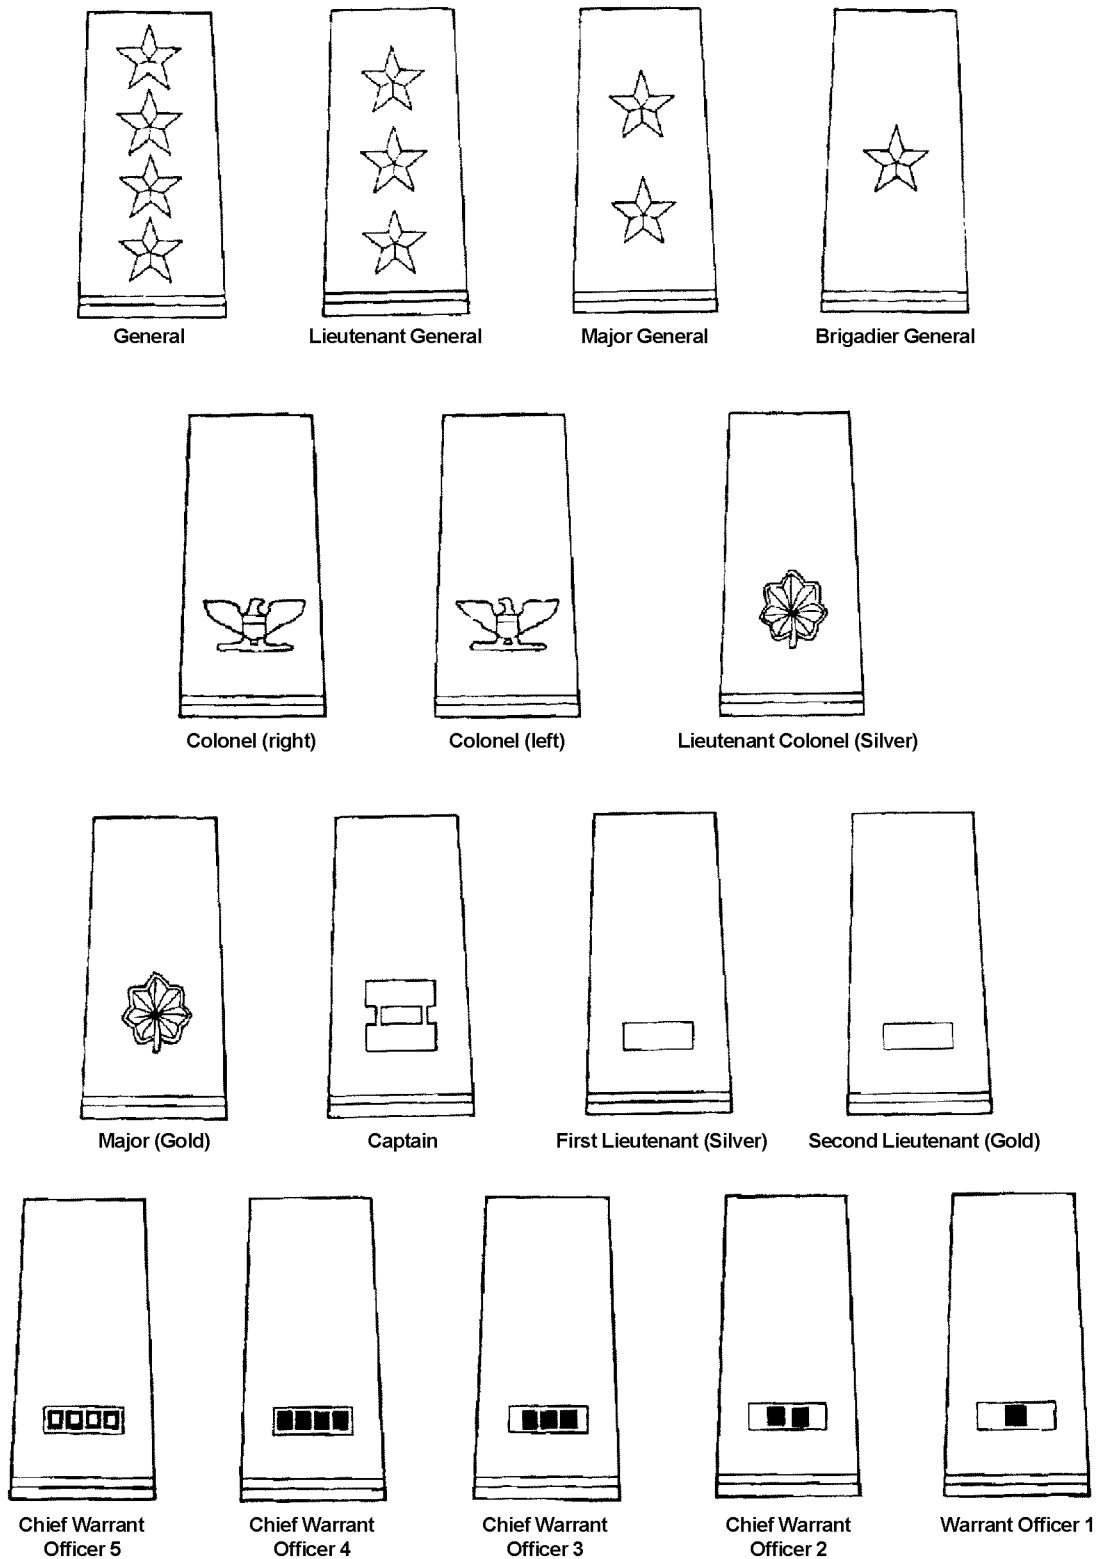 General
Lieutenant General
Major General
Brigadier General
Colonel (right)
Colonel (left)
Lieutenant Colonel (Silver)
Major (Gold)
Captain
First Lieutenant (Silver)
Second Lieutenant (Gold)
Chief Warrant
Officer 5
Chief Warrant
Officer 4
Chief Warrant
Officer 3
Chief Warrant
Officer 2
Warrant Officer 1